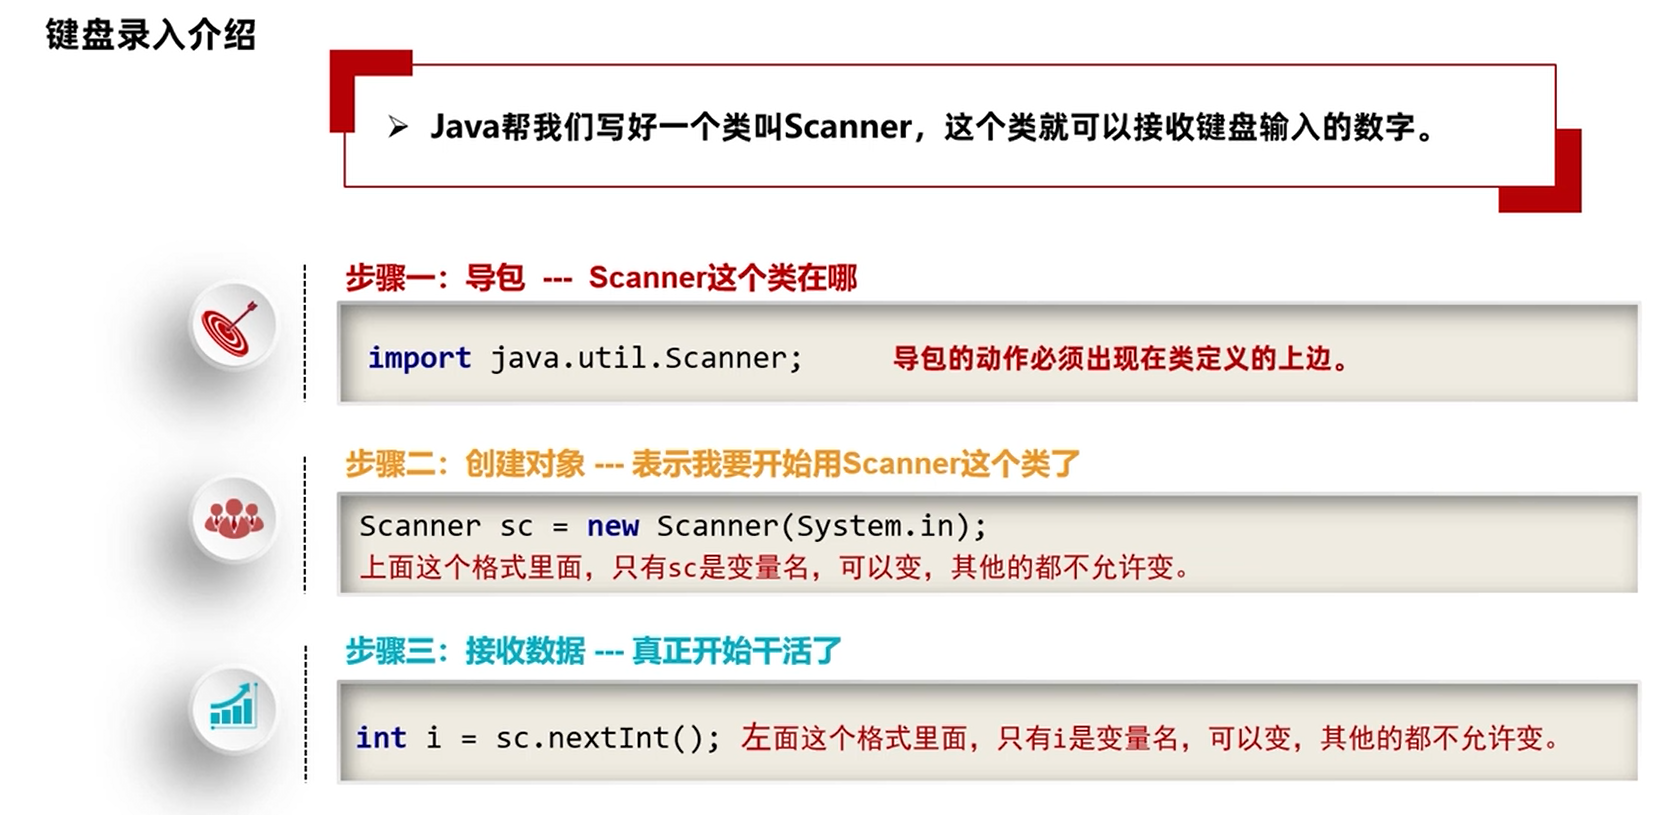 键盘录入介绍
➢ Java帮我们写好一个类叫Scanner，这个类就可以接收键盘输入的数字。
步骤一：导包 --- Scanner这个类在哪
import java.util.Scanner; 导包的动作必须出现在类定义的上边。
步骤二：创建对象 --- 表示我要开始用Scanner这个类了
Scanner sc = new Scanner(System.in);
上面这个格式里面，只有sc是变量名，可以变，其他的都不允许变。
步骤三：接收数据 --- 真正开始干活了
int i = sc.nextInt(); 左面这个格式里面，只有i是变量名，可以变，其他的都不允许变。